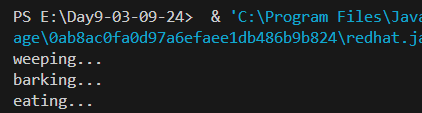 PS E:\Day9-03-09-24>  & 'C:\Program Files\Java
age\0ab8ac0fa0d97a6efaee1db486b9b824\redhat.ja
weeping...
barking...
eating...